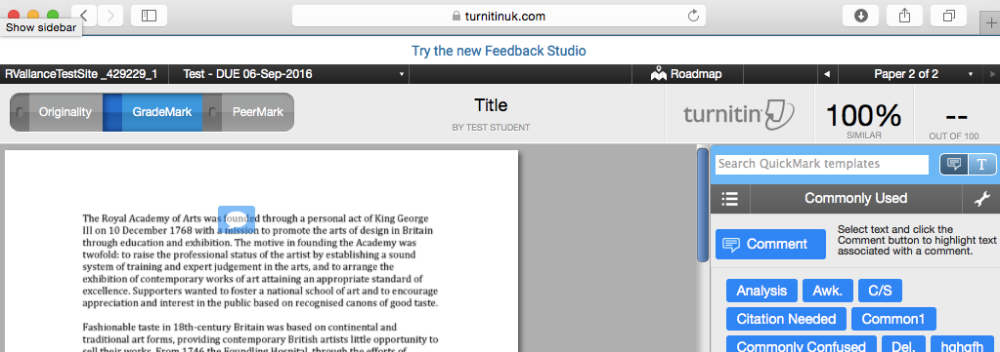 turnitinuk.com
Show sidebar
Try the new Feedback Studio
RVallanceTestSite _429229_1 Test - DUE 06-Sep-2016 Roadmap Paper 2 of 2
Originality GradeMark PeerMark
Title
BY TEST STUDENT
turnitin
100%
SIMILAR
--
OUT OF 100
The Royal Academy of Arts was founded through a personal act of King George
III on 10 December 1768 with a mission to promote the arts of design in Britain
through education and exhibition. The motive in founding the Academy was
twofold: to raise the professional status of the artist by establishing a sound
system of training and expert judgement in the arts, and to arrange the
exhibition of contemporary works of art attaining an appropriate standard of
excellence. Supporters wanted to foster a national school of art and to encourage
appreciation and interest in the public based on recognised canons of good taste.
Fashionable taste in 18th-century Britain was based on continental and
traditional art forms, providing contemporary British artists little opportunity to
sell their works. From 1746 the Foundling Hospital, through the efforts of
Search QuickMark templates
T
Commonly Used
Comment
Select text and click the
Comment button to highlight text
associated with a comment.
Analysis Awk. C/S
Citation Needed Common1
Commonly Confused Del. hghgfh